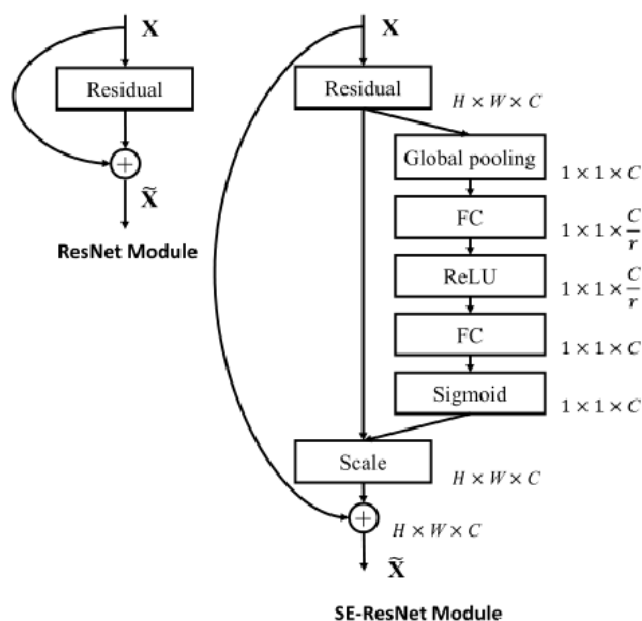 X
Residual
+
X̃
ResNet Module
X
Residual
H × W × C
Global pooling
1 × 1 × C
FC
1 × 1 × C/r
ReLU
1 × 1 × C/r
FC
1 × 1 × C
Sigmoid
1 × 1 × C
Scale
H × W × C
+
H × W × C
X̃
SE-ResNet Module